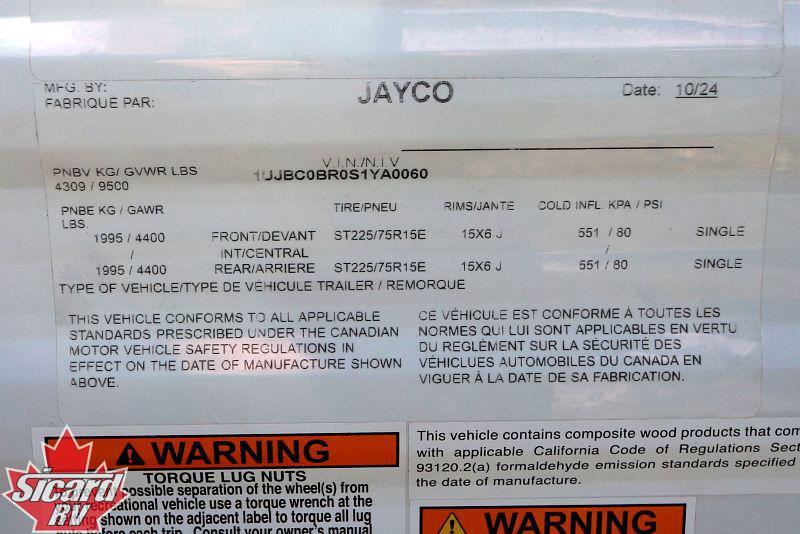 MFG. BY: JAYCO Date: 10/24
FABRIQUÉ PAR:
V.I.N./N.I.V
PNBV KG/ GVWR LBS 1UJBC0BR0S1YA0060
4309 / 9500
PNBE KG / GAWR TIRE/PNEU RIMS/JANTE COLD INFL. KPA / PSI
LBS.
1995 / 4400 FRONT/DEVANT ST225/75R15E 15X6 J 551 / 80 SINGLE
/ INT/CENTRAL /
1995 / 4400 REAR/ARRIERE ST225/75R15E 15X6 J 551 / 80 SINGLE
TYPE OF VEHICLE/TYPE DE VÉHICULE TRAILER / REMORQUE
THIS VEHICLE CONFORMS TO ALL APPLICABLE
STANDARDS PRESCRIBED UNDER THE CANADIAN
MOTOR VEHICLE SAFETY REGULATIONS IN
EFFECT ON THE DATE OF MANUFACTURE SHOWN
ABOVE.
CE VÉHICULE EST CONFORME À TOUTES LES
NORMES QUI LUI SONT APPLICABLES EN VERTU
DU REGLÉMENT SUR LA SÉCURITÉ DES
VÉHICLUES AUTOMOBILES DU CANADA EN
VIGUER À LA DATE DE SA FABRICATION.
WARNING
TORQUE LUG NUTS
possible separation of the wheel(s) from
recreational vehicle use a torque wrench at the
shown on the adjacent label to torque all lug
before each trip. Consult your owner's manual
This vehicle contains composite wood products that com
with applicable California Code of Regulations Sect
93120.2(a) formaldehyde emission standards specified
the date of manufacture.
WARNING
Sicard
RV